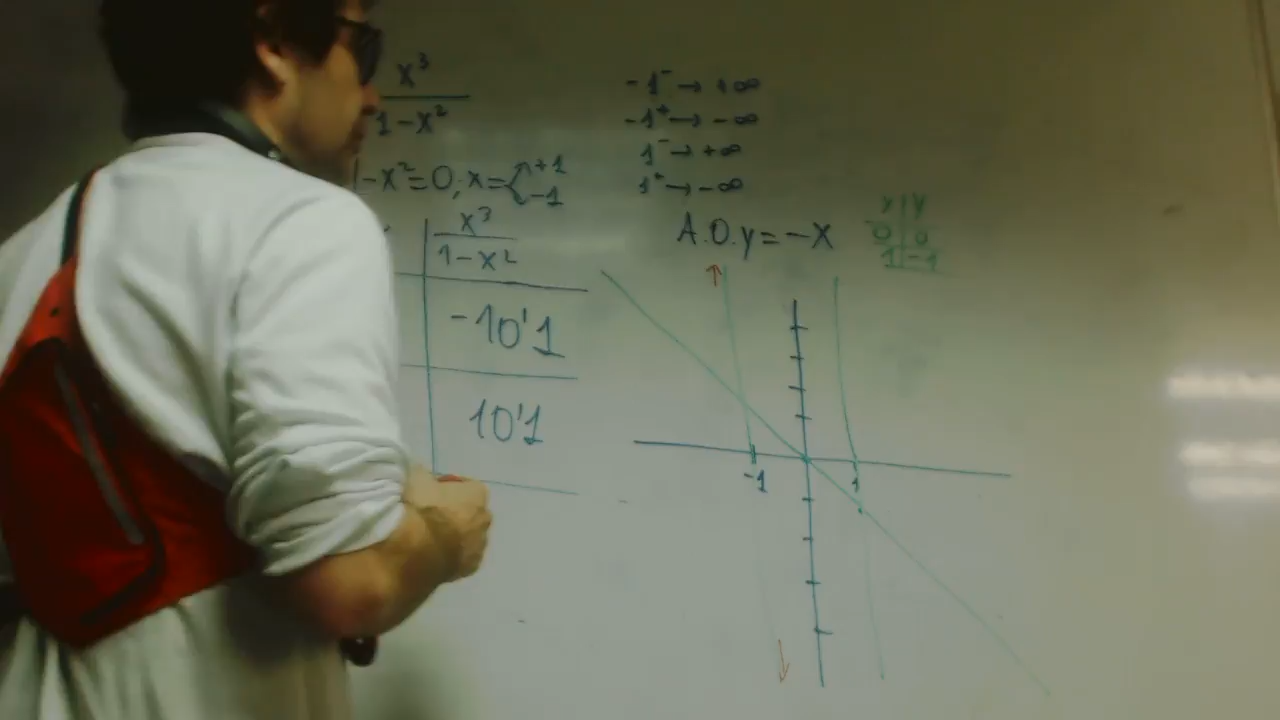 x³
1-x²
1-x²=0, x= +1
-1
x³
1-x²
-10'1
10'1
-1⁻ → +∞
-1⁺ → -∞
1⁻ → +∞
1⁺ → -∞
A.O. y = -x
x | y
0 | 0
1 | -1
-1
1